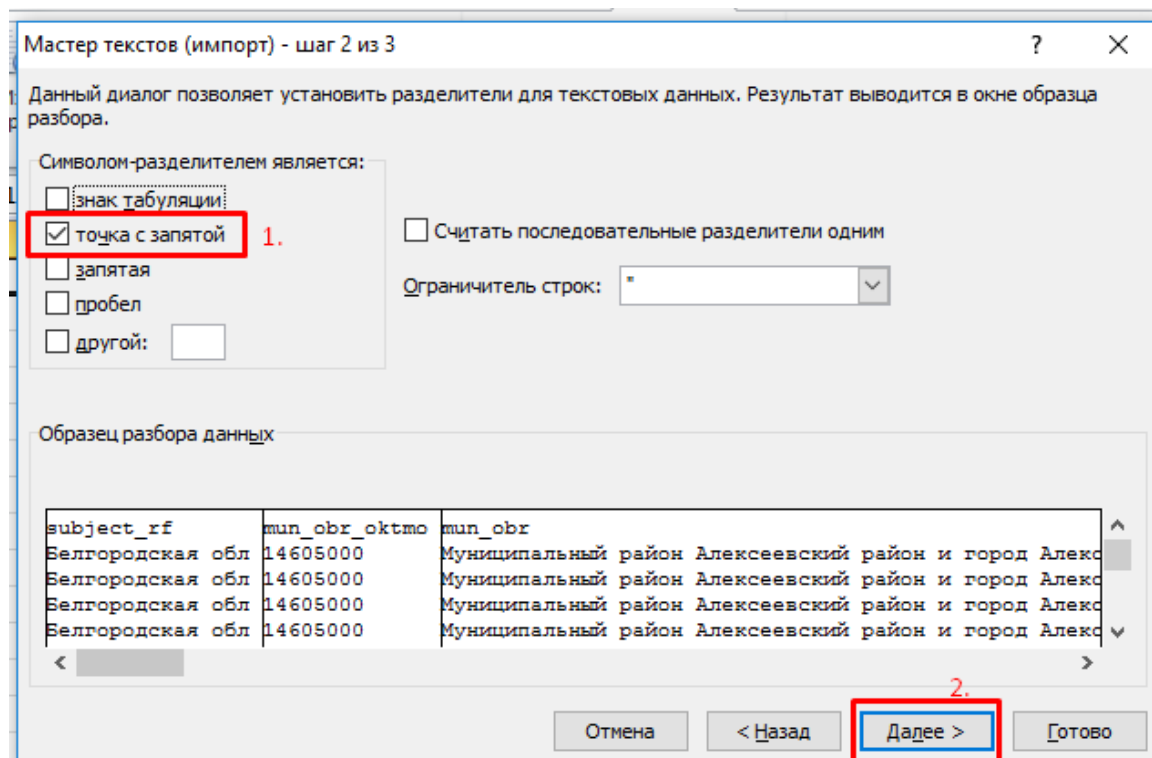 Мастер текстов (импорт) - шаг 2 из 3 ?
Данный диалог позволяет установить разделители для текстовых данных. Результат выводится в окне образца
разбора.
Символом-разделителем является:
знак табуляции
точка с запятой 1.
Считать последовательные разделители одним
запятая
Ограничитель строк: "
пробел
другой:
Образец разбора данных
subject_rf mun_obr_oktmo mun_obr
Белгородская обл 14605000 Муниципальный район Алексеевский район и город Алекс
Белгородская обл 14605000 Муниципальный район Алексеевский район и город Алекс
Белгородская обл 14605000 Муниципальный район Алексеевский район и город Алекс
Белгородская обл 14605000 Муниципальный район Алексеевский район и город Алекс
2.
Отмена < Назад Далее > Готово